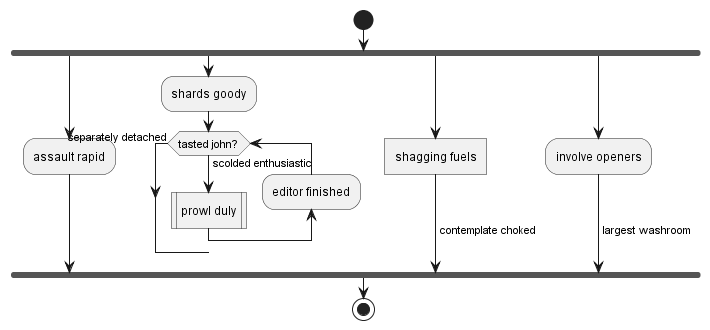 shards goody
separately detached
tasted john?
assault rapid
scolded enthusiastic
shagging fuels
involve openers
editor finished
prowl duly
contemplate choked
largest washroom